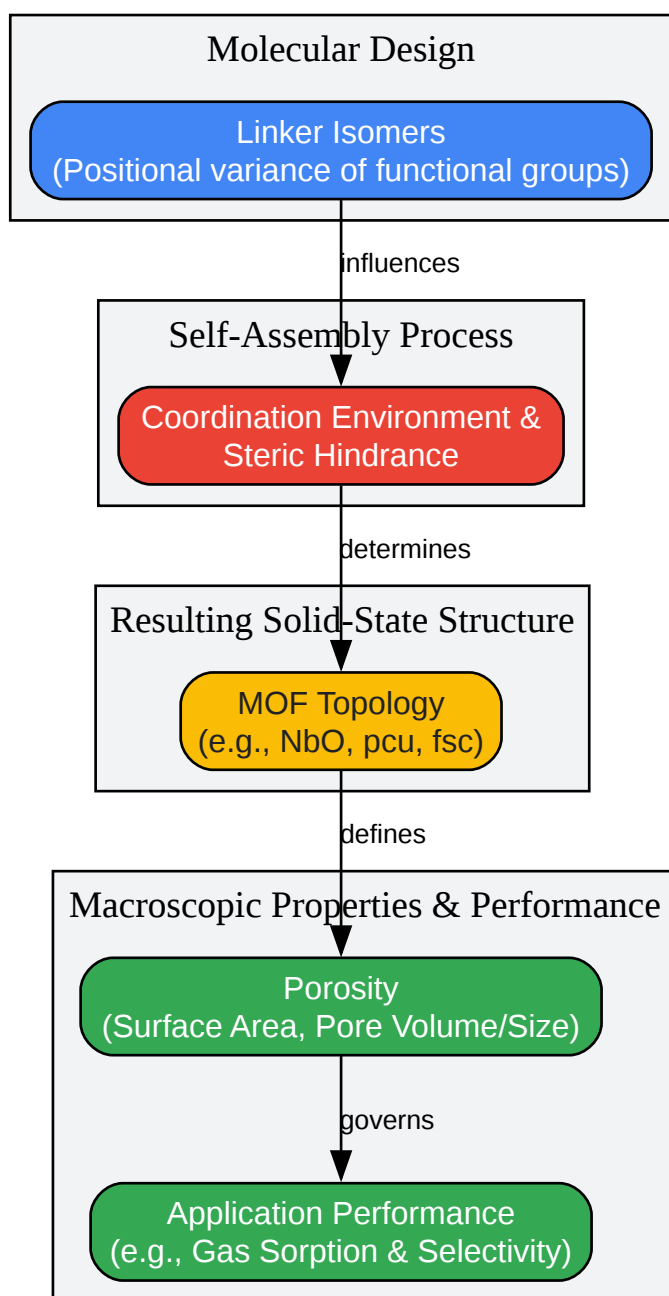 Molecular Design
Linker Isomers
(Positional variance of functional groups)
influences
Self-Assembly Process
Coordination Environment &
Steric Hindrance
determines
Resulting Solid-State Structure
MOF Topology
(e.g., NbO, pcu, fsc)
defines
Macroscopic Properties & Performance
Porosity
(Surface Area, Pore Volume/Size)
governs
Application Performance
(e.g., Gas Sorption & Selectivity)